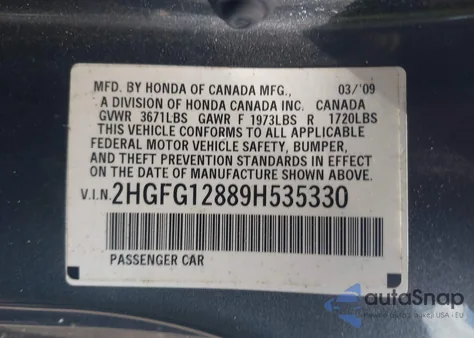 MFD. BY HONDA OF CANADA MFG., 03/'09
A DIVISION OF HONDA CANADA INC. CANADA
GVWR 3671LBS GAWR F 1973LBS R 1720LBS
THIS VEHICLE CONFORMS TO ALL APPLICABLE
FEDERAL MOTOR VEHICLE SAFETY, BUMPER,
AND THEFT PREVENTION STANDARDS IN EFFECT
ON THE DATE OF MANUFACTURE SHOWN ABOVE.
V.I.N. 2HGFG12889H535330
PASSENGER CAR
autoSnap
USA - EU